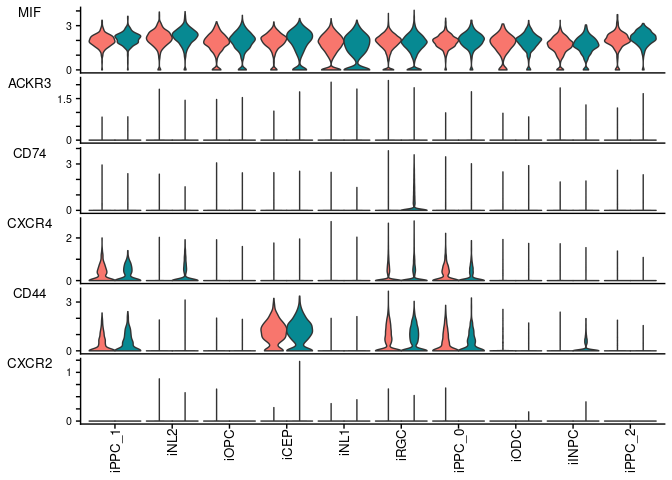 MIF
3
0
ACKR3
1.5
0
CD74
3
0
CXCR4
2
0
CD44
3
0
CXCR2
1
0
iPPC_1
iNL2
iOPC
iCEP
iNL1
iRGC
iPPC_0
iODC
iINPC
iPPC_2